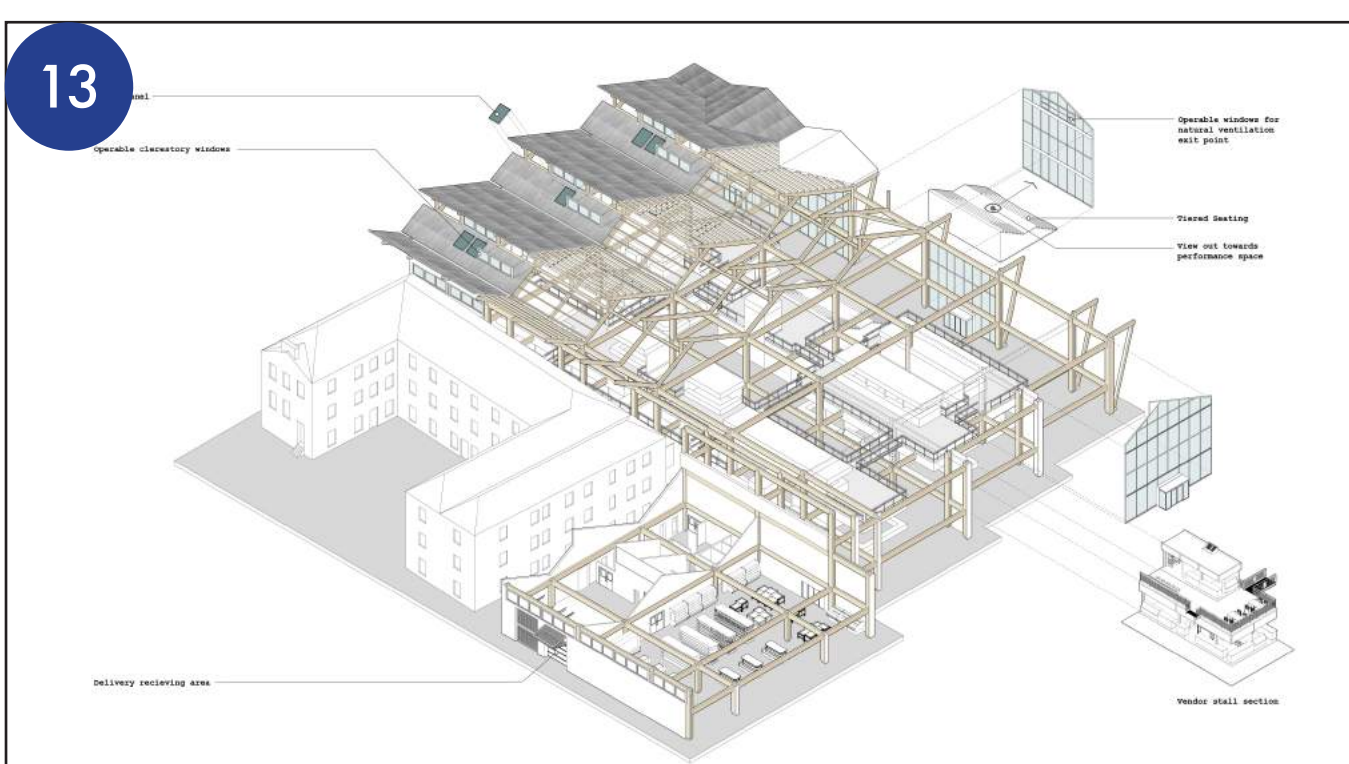 13
Operable clerestory windows
Delivery recieving area
Operable windows for
natural ventilation
exit point
Tiered Seating
View out towards
performance space
Vendor stall section